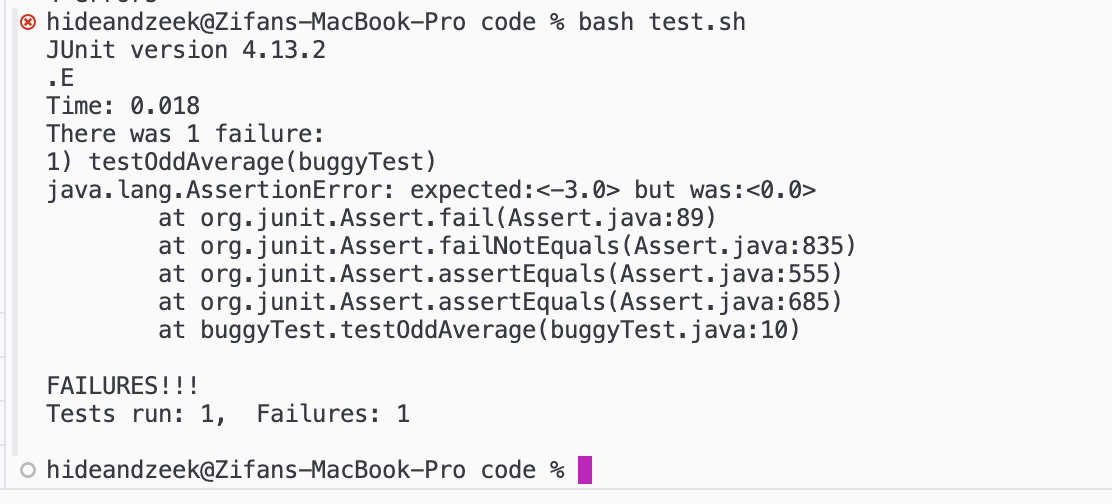 hideandzeek@Zifans-MacBook-Pro code % bash test.sh
JUnit version 4.13.2
.E
Time: 0.018
There was 1 failure:
1) testOddAverage(buggyTest)
java.lang.AssertionError: expected:<-3.0> but was:<0.0>
        at org.junit.Assert.fail(Assert.java:89)
        at org.junit.Assert.failNotEquals(Assert.java:835)
        at org.junit.Assert.assertEquals(Assert.java:555)
        at org.junit.Assert.assertEquals(Assert.java:685)
        at buggyTest.testOddAverage(buggyTest.java:10)

FAILURES!!!
Tests run: 1,  Failures: 1

hideandzeek@Zifans-MacBook-Pro code %